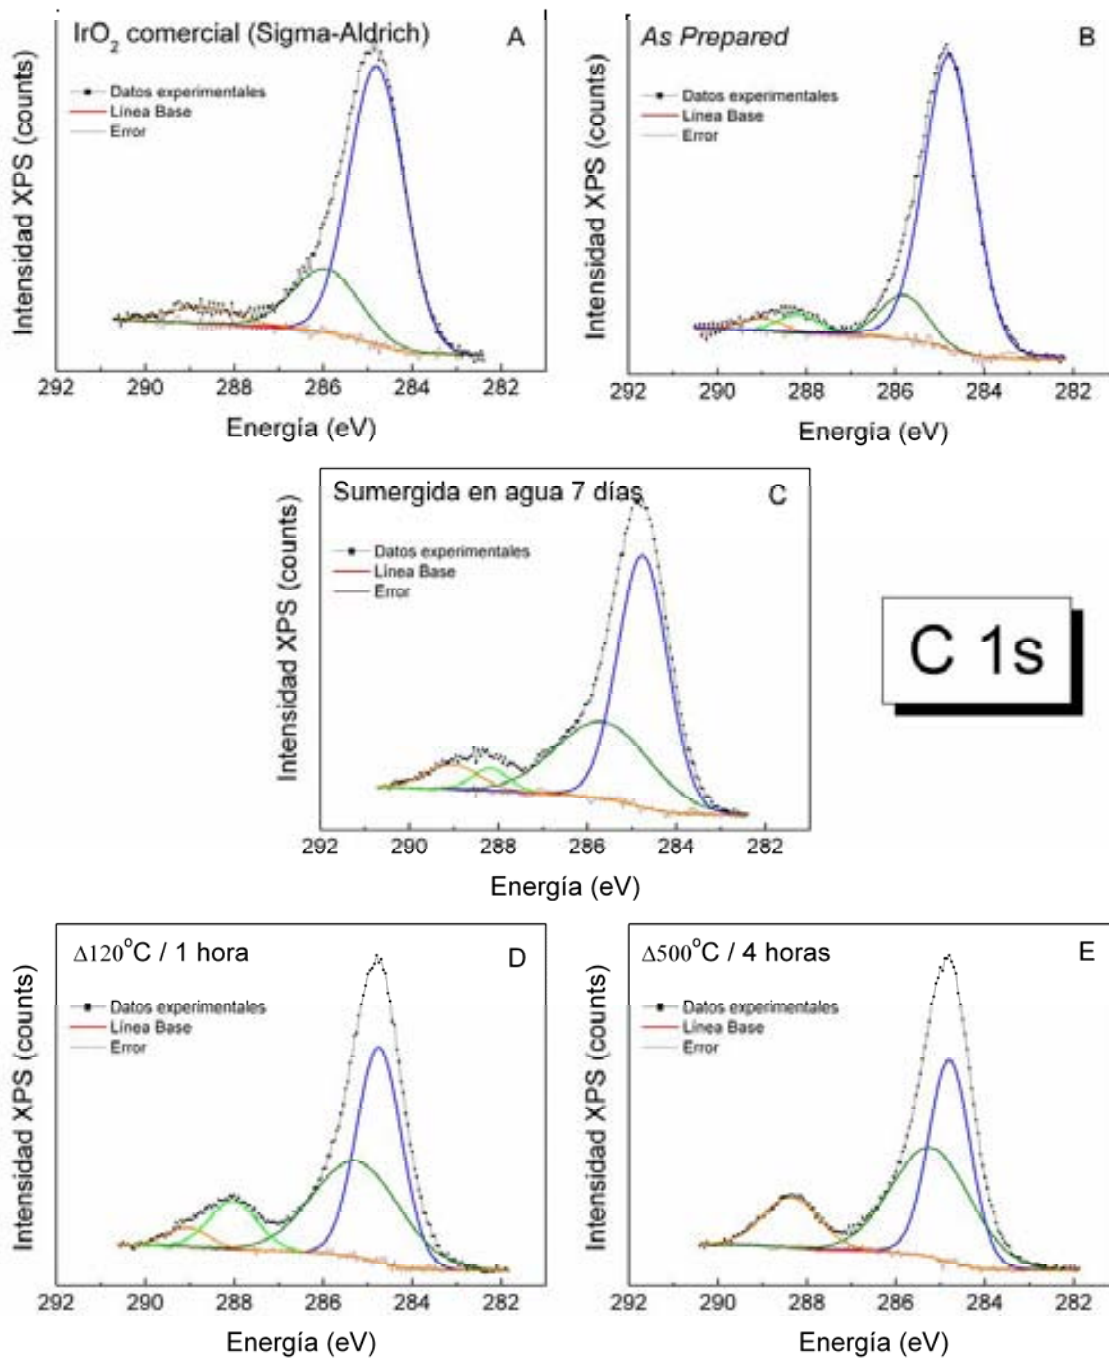 IrO2 comercial (Sigma-Aldrich) A
Datos experimentales
Línea Base
Error
Intensidad XPS (counts)
292 290 288 286 284 282
Energía (eV)
As Prepared B
Datos experimentales
Línea Base
Error
Intensidad XPS (counts)
292 290 288 286 284 282
Energía (eV)
Sumergida en agua 7 días C
Datos experimentales
Línea Base
Error
Intensidad XPS (counts)
292 290 288 286 284 282
Energía (eV)
C 1s
Δ120°C / 1 hora D
Datos experimentales
Línea Base
Error
Intensidad XPS (counts)
292 290 288 286 284 282
Energía (eV)
Δ500°C / 4 horas E
Datos experimentales
Línea Base
Error
Intensidad XPS (counts)
292 290 288 286 284 282
Energía (eV)